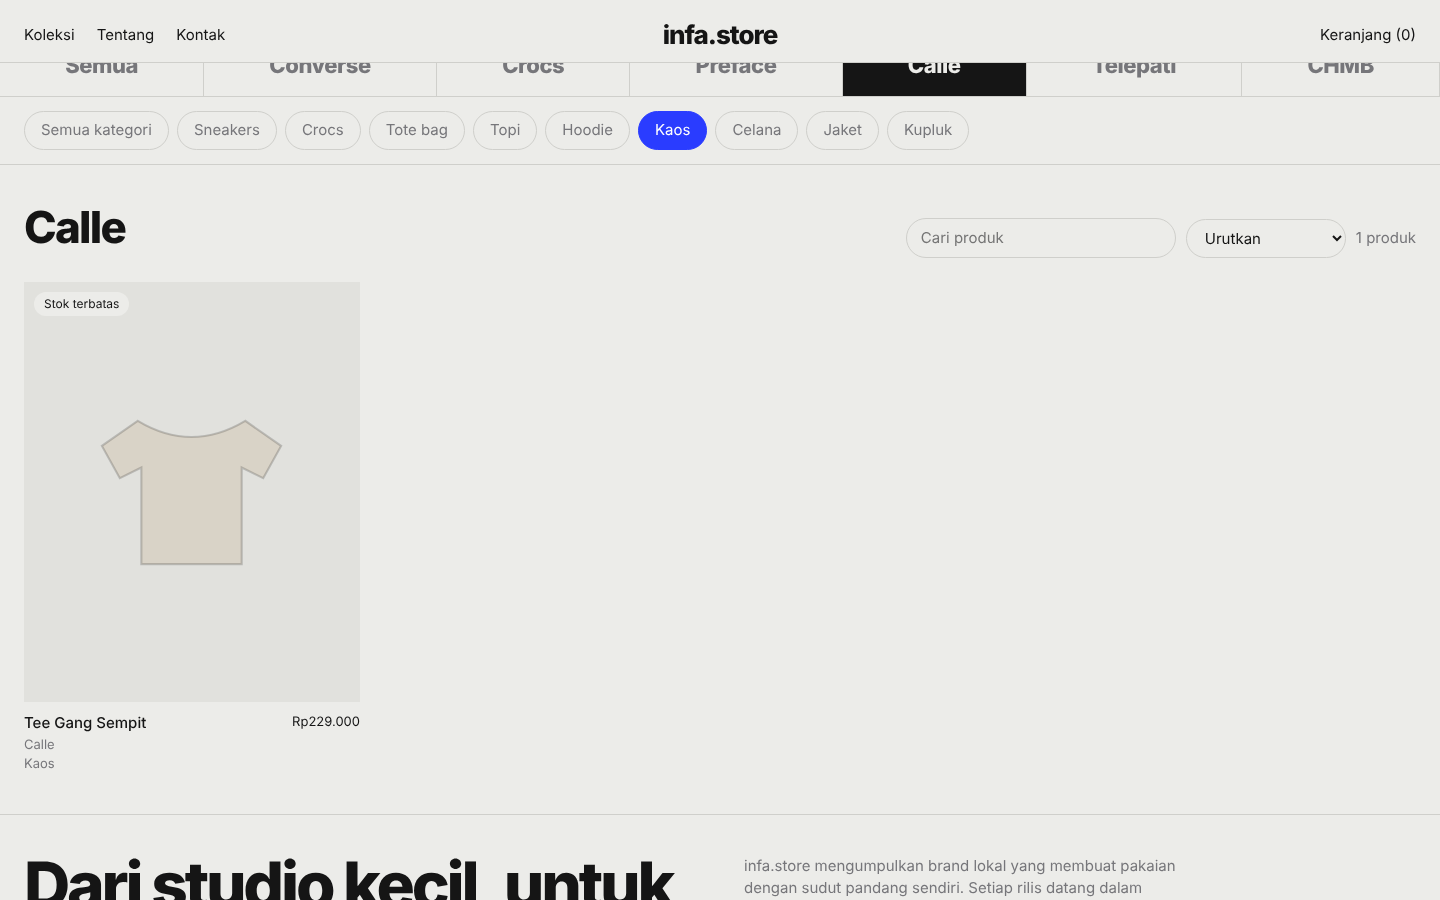 Koleksi Tentang Kontak infa.store Keranjang (0)
Semua Converse Crocs Preface Calle Telepati CHMB
Semua kategori Sneakers Crocs Tote bag Topi Hoodie Kaos Celana Jaket Kupluk
Calle
Cari produk Urutkan 1 produk
Stok terbatas
Tee Gang Sempit Rp229.000
Calle
Kaos
Dari studio kecil, untuk
infa.store mengumpulkan brand lokal yang membuat pakaian
dengan sudut pandang sendiri. Setiap rilis datang dalam